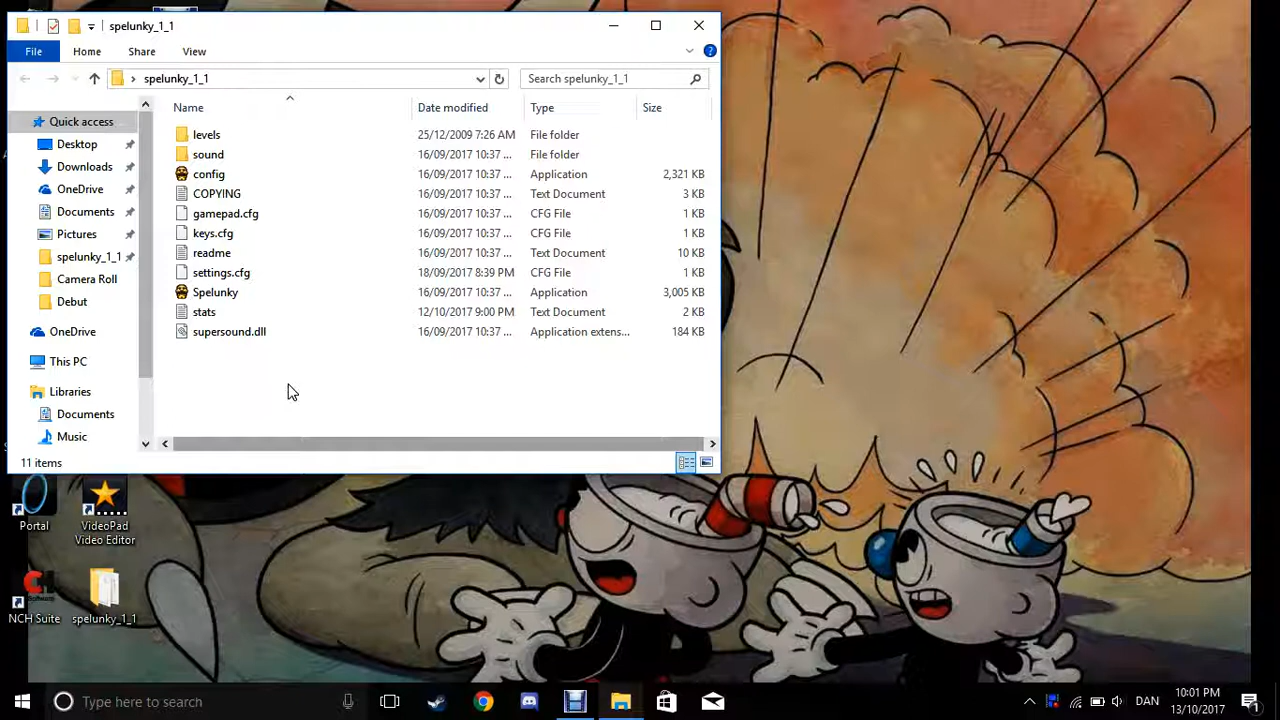 spelunky_1_1
File Home Share View
spelunky_1_1
Search spelunky_1_1
Name Date modified Type Size
levels 25/12/2009 7:26 AM File folder
sound 16/09/2017 10:37 ... File folder
config 16/09/2017 10:37 ... Application 2,321 KB
COPYING 16/09/2017 10:37 ... Text Document 3 KB
gamepad.cfg 16/09/2017 10:37 ... CFG File 1 KB
keys.cfg 16/09/2017 10:37 ... CFG File 1 KB
readme 16/09/2017 10:37 ... Text Document 10 KB
settings.cfg 18/09/2017 8:39 PM CFG File 1 KB
Spelunky 16/09/2017 10:37 ... Application 3,005 KB
stats 12/10/2017 9:00 PM Text Document 2 KB
supersound.dll 16/09/2017 10:37 ... Application extens... 184 KB
Quick access
Desktop
Downloads
OneDrive
Documents
Pictures
spelunky_1_1
Camera Roll
Debut
OneDrive
This PC
Libraries
Documents
Music
11 items
Portal
VideoPad
Video Editor
NCH Suite
spelunky_1_1
Type here to search
DAN
10:01 PM
13/10/2017
1